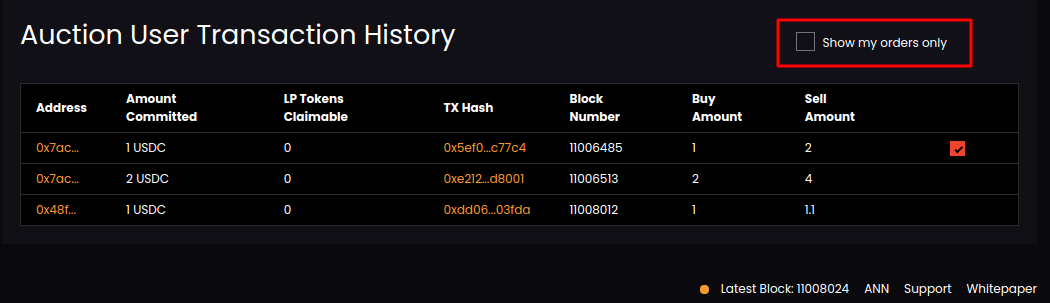 Auction User Transaction History
Show my orders only
Address Amount Committed LP Tokens Claimable TX Hash Block Number Buy Amount Sell Amount
0x7ac... 1 USDC 0 0x5ef0...c77c4 11006485 1 2
0x7ac... 2 USDC 0 0xe212...d8001 11006513 2 4
0x48f... 1 USDC 0 0xdd06...03fda 11008012 1 1.1
Latest Block: 11008024 ANN Support Whitepaper